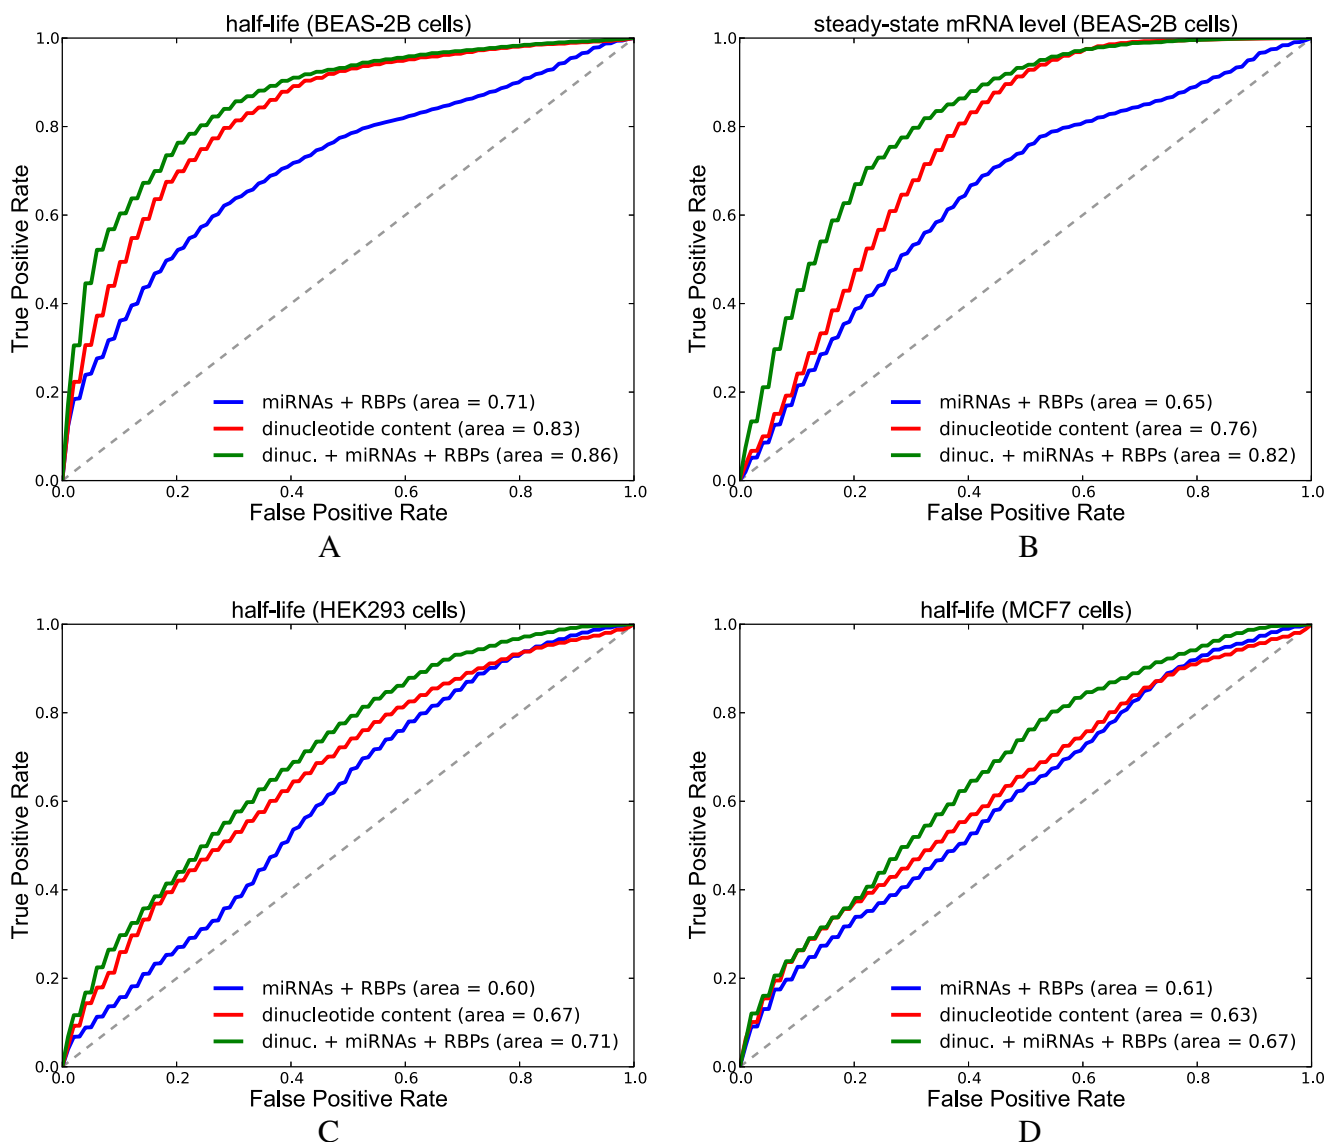 half-life (BEAS-2B cells)
1.0
0.8
0.6
0.4
0.2
0.0
True Positive Rate
miRNAs + RBPs (area = 0.71)
dinucleotide content (area = 0.83)
dinuc. + miRNAs + RBPs (area = 0.86)
0.0 0.2 0.4 0.6 0.8 1.0
False Positive Rate
A
steady-state mRNA level (BEAS-2B cells)
1.0
0.8
0.6
0.4
0.2
0.0
True Positive Rate
miRNAs + RBPs (area = 0.65)
dinucleotide content (area = 0.76)
dinuc. + miRNAs + RBPs (area = 0.82)
0.0 0.2 0.4 0.6 0.8 1.0
False Positive Rate
B
half-life (HEK293 cells)
1.0
0.8
0.6
0.4
0.2
0.0
True Positive Rate
miRNAs + RBPs (area = 0.60)
dinucleotide content (area = 0.67)
dinuc. + miRNAs + RBPs (area = 0.71)
0.0 0.2 0.4 0.6 0.8 1.0
False Positive Rate
C
half-life (MCF7 cells)
1.0
0.8
0.6
0.4
0.2
0.0
True Positive Rate
miRNAs + RBPs (area = 0.61)
dinucleotide content (area = 0.63)
dinuc. + miRNAs + RBPs (area = 0.67)
0.0 0.2 0.4 0.6 0.8 1.0
False Positive Rate
D